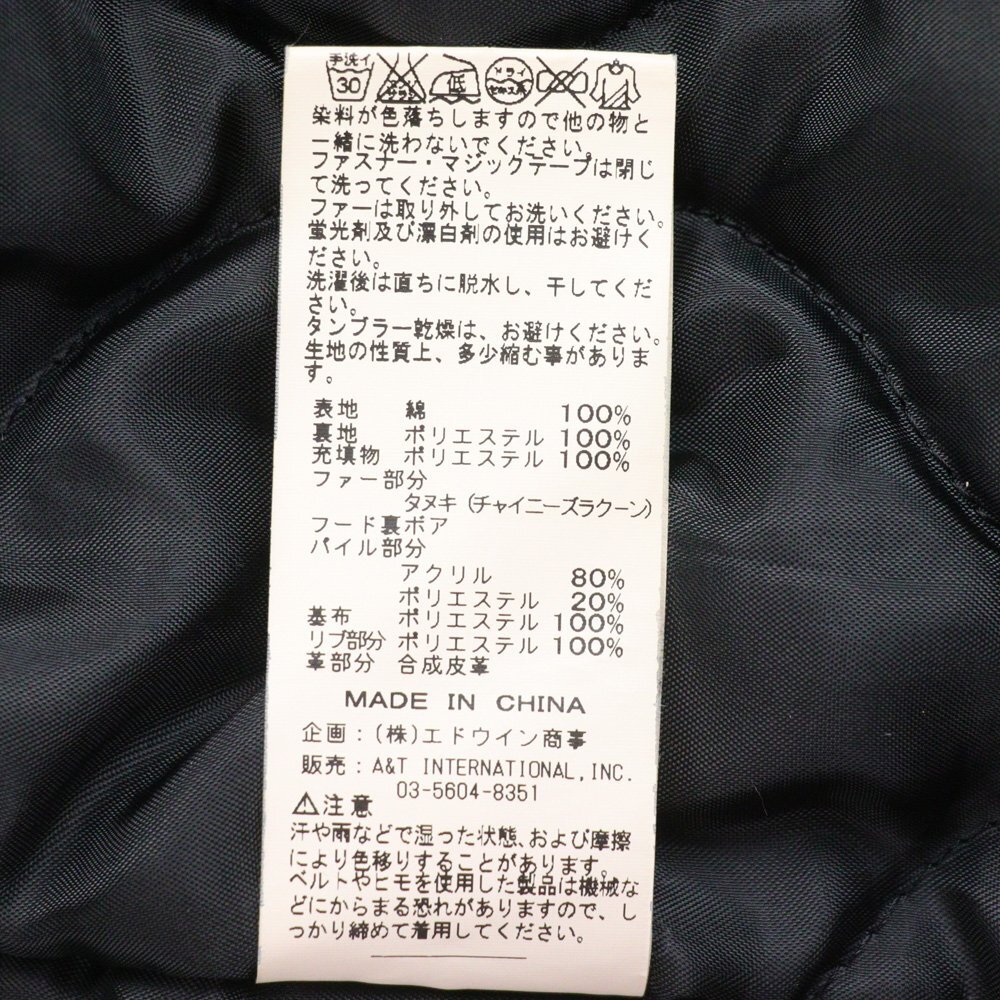 手洗イ
30
エンソサラシ
低
ドライ
セキユ系
染料が色落ちしますので他の物と
一緒に洗わないでください。
ファスナー・マジックテープは閉じ
て洗ってください。
ファーは取り外してお洗いください。
蛍光剤及び漂白剤の使用はお避けく
ださい。
洗濯後は直ちに脱水し、干してくだ
さい。
タンブラー乾燥は、お避けください。
生地の性質上、多少縮む事がありま
す。
表地 綿 100%
裏地 ポリエステル 100%
充填物 ポリエステル 100%
ファー部分
タヌキ(チャイニーズラクーン)
フード裏ボア
パイル部分
アクリル 80%
ポリエステル 20%
基布 ポリエステル 100%
リブ部分 ポリエステル 100%
革部分 合成皮革
MADE IN CHINA
企画:(株)エドウイン商事
販売:A&T INTERNATIONAL,INC.
03-5604-8351
⚠注意
汗や雨などで湿った状態、および摩擦
により色移りすることがあります。
ベルトやヒモを使用した製品は機械な
どにからまる恐れがありますので、し
っかり締めて着用してください。